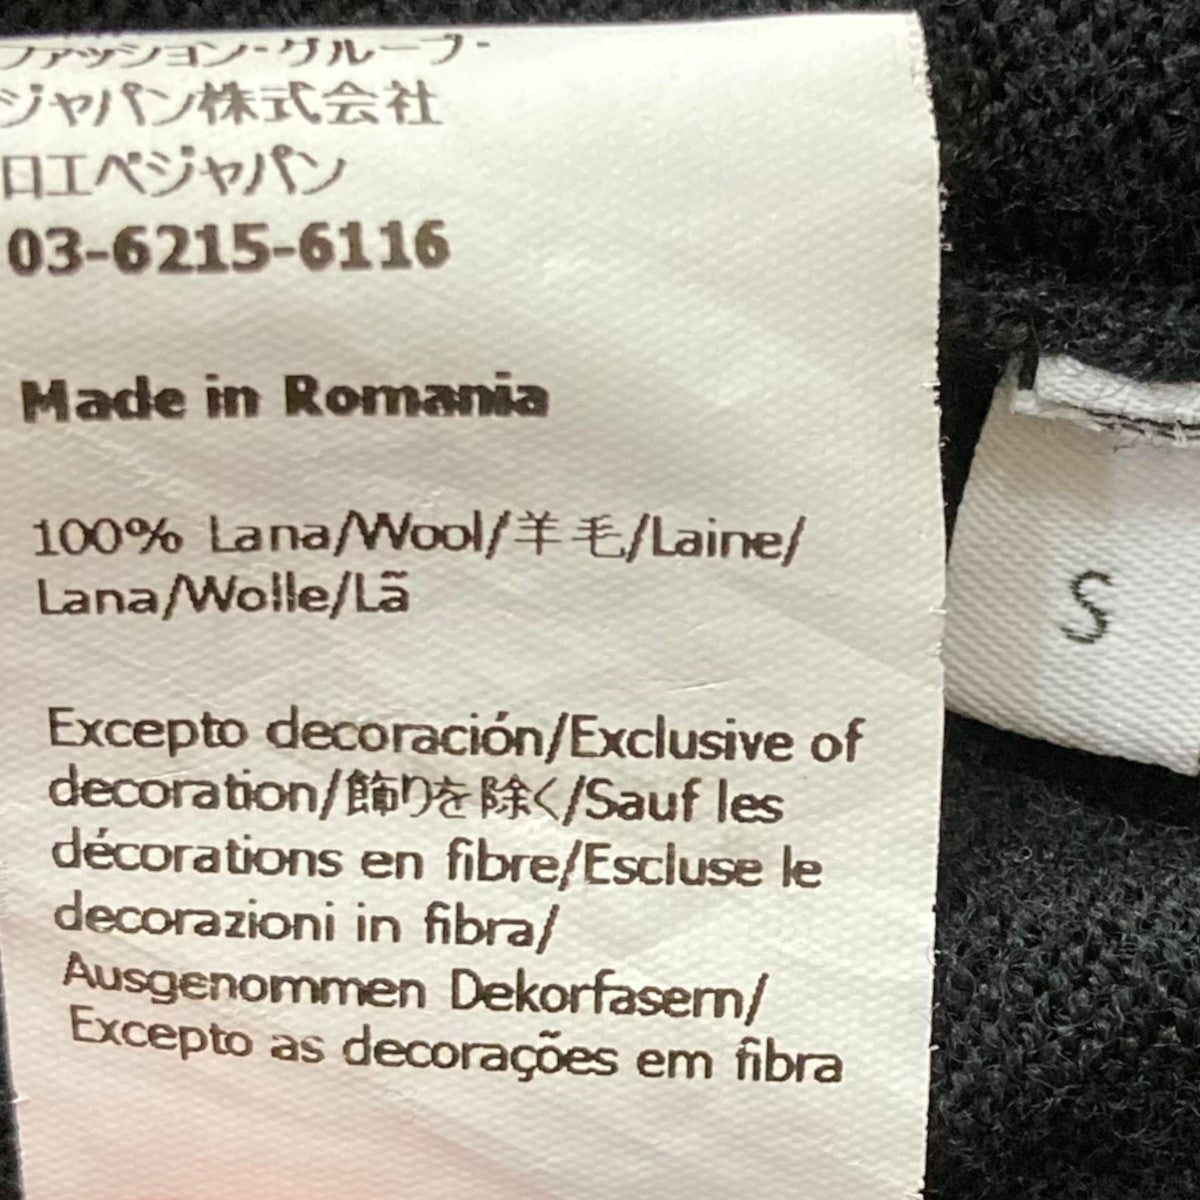 ファッション・グループ・
ジャパン株式会社
ロエベジャパン
03-6215-6116
Made in Romania
100% Lana/Wool/羊毛/Laine/
Lana/Wolle/Lã
Excepto decoración/Exclusive of
decoration/飾りを除く/Sauf les
décorations en fibre/Escluse le
decorazioni in fibra/
Ausgenommen Dekorfasern/
Excepto as decorações em fibra
S